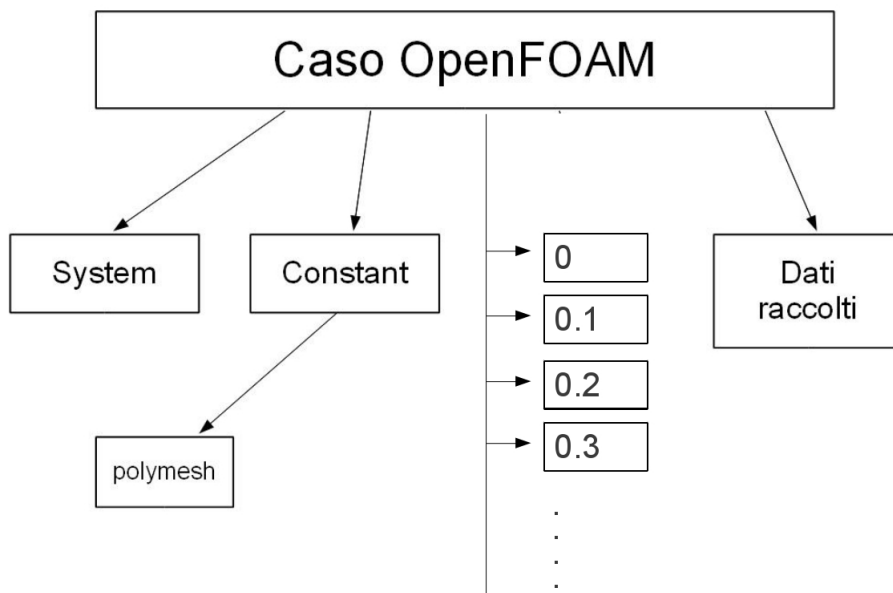 Caso OpenFOAM
System
Constant
polymesh
0
0.1
0.2
0.3
.
.
.
.
Dati
raccolti